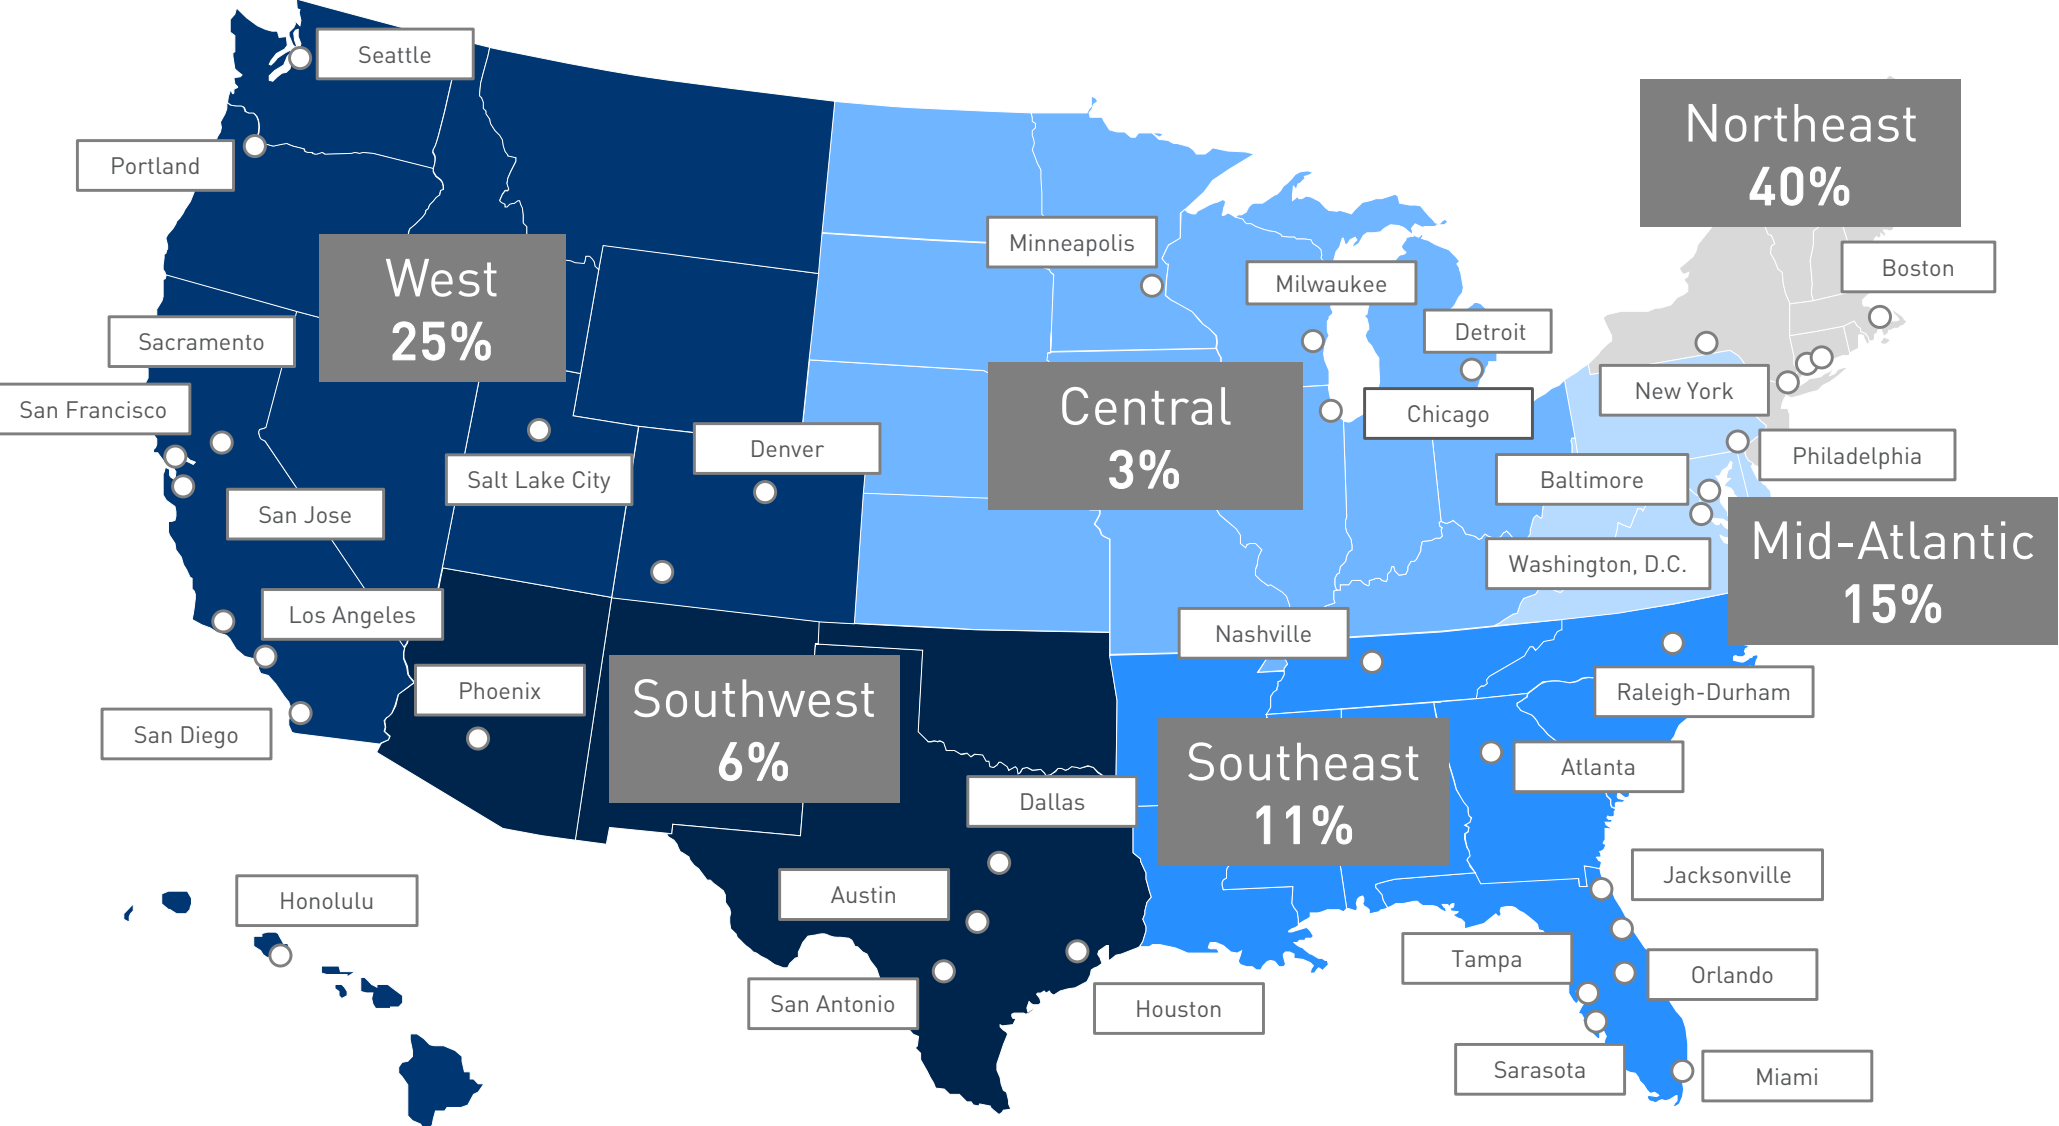 Seattle
Northeast
40%
Portland
Minneapolis
Boston
West
25%
Milwaukee
Detroit
Sacramento
New York
San Francisco
Central
3%
Chicago
Denver
Philadelphia
Salt Lake City
Baltimore
San Jose
Mid-Atlantic
15%
Washington, D.C.
Los Angeles
Nashville
Phoenix
Southwest
6%
Raleigh-Durham
San Diego
Southeast
11%
Atlanta
Dallas
Jacksonville
Austin
Honolulu
Tampa
Orlando
San Antonio
Houston
Sarasota
Miami